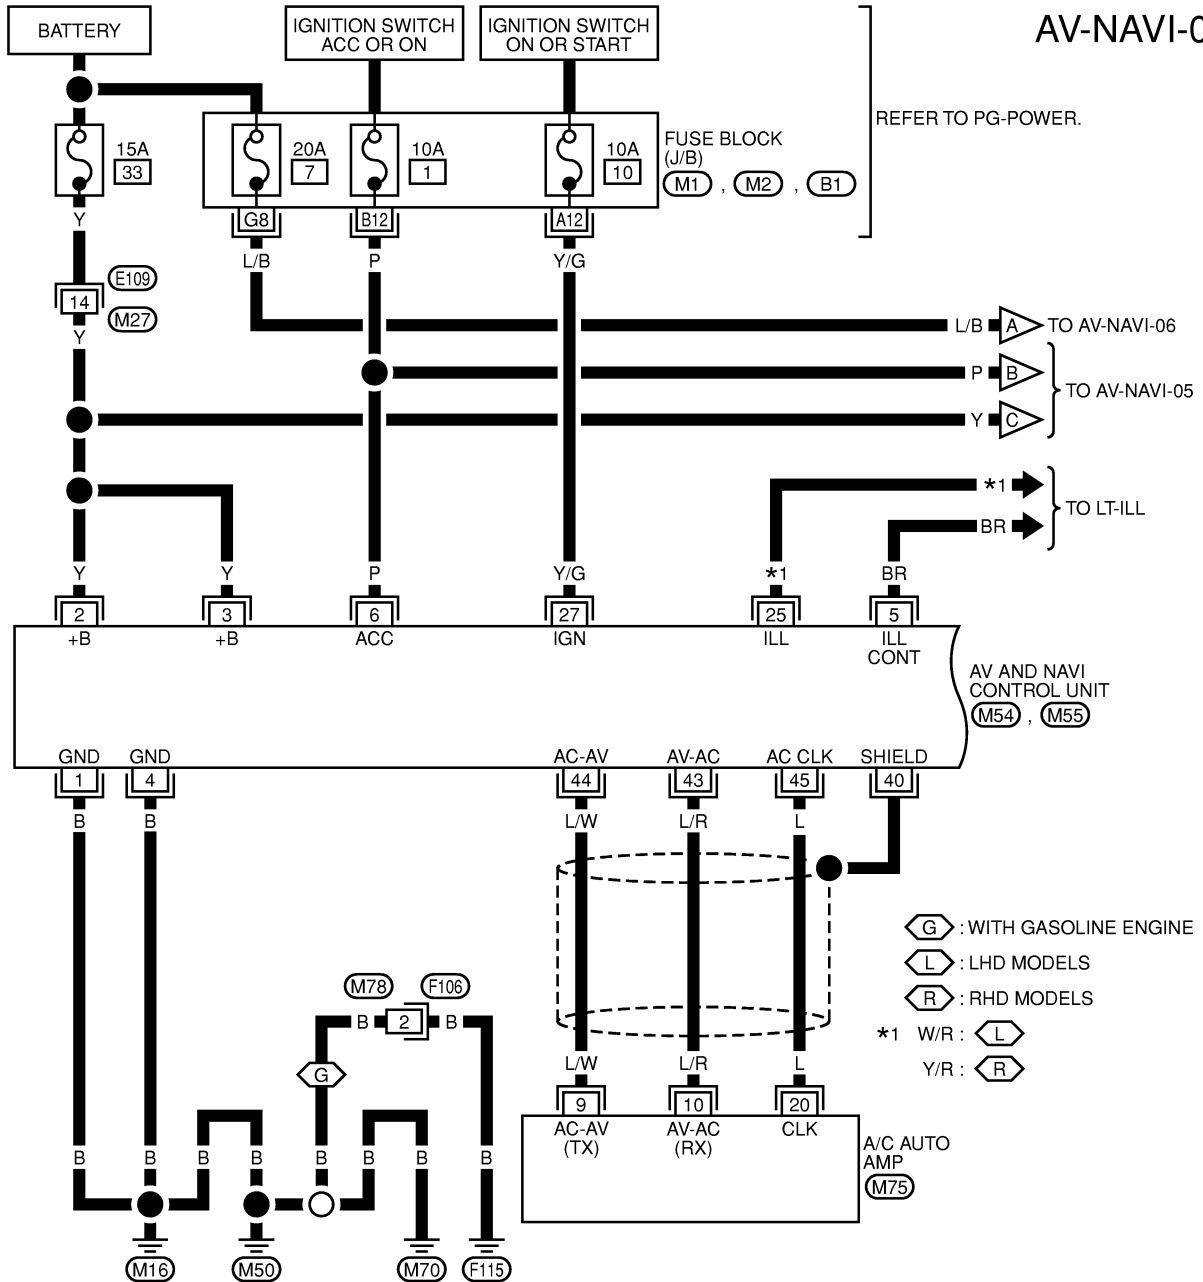 AV-NAVI-0
BATTERY
IGNITION SWITCH
ACC OR ON
IGNITION SWITCH
ON OR START
REFER TO PG-POWER.
15A
33
20A
7
10A
1
10A
10
FUSE BLOCK
(J/B)
M1 , M2 , B1
Y
G8
B12
A12
L/B
P
Y/G
E109
14
M27
Y
L/B
A
TO AV-NAVI-06
P
B
Y
C
TO AV-NAVI-05
*1
BR
TO LT-ILL
Y
Y
P
Y/G
*1
BR
2
3
6
27
25
5
+B
+B
ACC
IGN
ILL
ILL
CONT
AV AND NAVI
CONTROL UNIT
M54 , M55
GND
GND
AC-AV
AV-AC
AC CLK
SHIELD
1
4
44
43
45
40
B
B
L/W
L/R
L
G : WITH GASOLINE ENGINE
L : LHD MODELS
R : RHD MODELS
*1 W/R : L
Y/R : R
M78
F106
B
2
B
G
L/W
L/R
L
9
10
20
AC-AV
(TX)
AV-AC
(RX)
CLK
A/C AUTO
AMP
M75
B
B
B
B
B
B
B
B
M16
M50
M70
F115